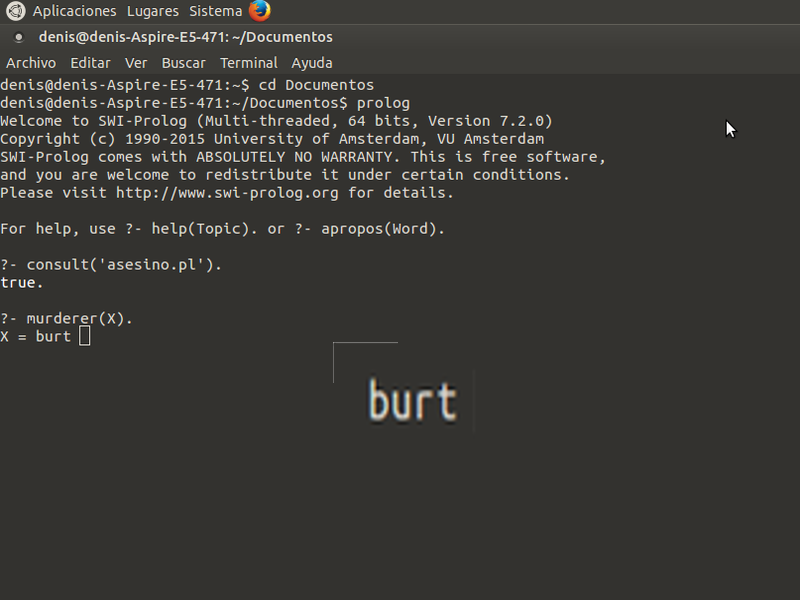 Aplicaciones Lugares Sistema
denis@denis-Aspire-E5-471: ~/Documentos
Archivo Editar Ver Buscar Terminal Ayuda
denis@denis-Aspire-E5-471:~$ cd Documentos
denis@denis-Aspire-E5-471:~/Documentos$ prolog
Welcome to SWI-Prolog (Multi-threaded, 64 bits, Version 7.2.0)
Copyright (c) 1990-2015 University of Amsterdam, VU Amsterdam
SWI-Prolog comes with ABSOLUTELY NO WARRANTY. This is free software,
and you are welcome to redistribute it under certain conditions.
Please visit http://www.swi-prolog.org for details.
For help, use ?- help(Topic). or ?- apropos(Word).
?- consult('asesino.pl').
true.
?- murderer(X).
X = burt
burt